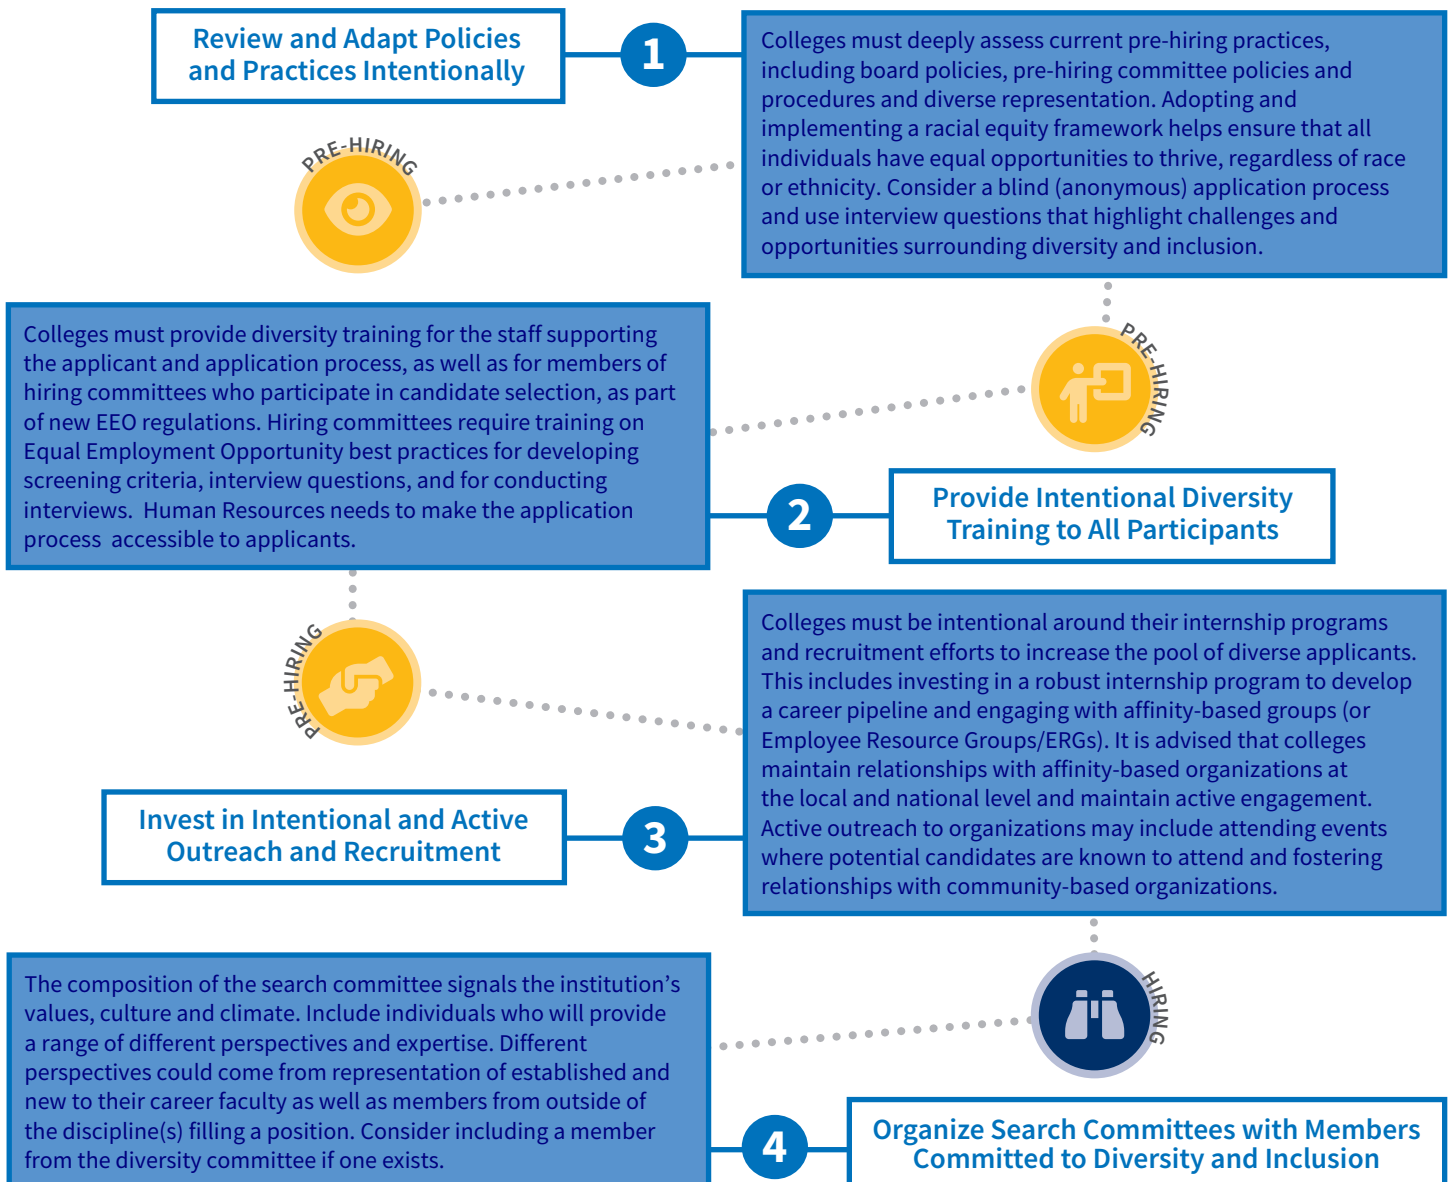 Review and Adapt Policies
and Practices Intentionally
1
Colleges must deeply assess current pre-hiring practices,
including board policies, pre-hiring committee policies and
procedures and diverse representation. Adopting and
implementing a racial equity framework helps ensure that all
individuals have equal opportunities to thrive, regardless of race
or ethnicity. Consider a blind (anonymous) application process
and use interview questions that highlight challenges and
opportunities surrounding diversity and inclusion.
PRE-HIRING
Colleges must provide diversity training for the staff supporting
the applicant and application process, as well as for members of
hiring committees who participate in candidate selection, as part
of new EEO regulations. Hiring committees require training on
Equal Employment Opportunity best practices for developing
screening criteria, interview questions, and for conducting
interviews.  Human Resources needs to make the application
process  accessible to applicants.
PRE-HIRING
2
Provide Intentional Diversity
Training to All Participants
PRE-HIRING
Colleges must be intentional around their internship programs
and recruitment efforts to increase the pool of diverse applicants.
This includes investing in a robust internship program to develop
a career pipeline and engaging with affinity-based groups (or
Employee Resource Groups/ERGs). It is advised that colleges
maintain relationships with affinity-based organizations at
the local and national level and maintain active engagement.
Active outreach to organizations may include attending events
where potential candidates are known to attend and fostering
relationships with community-based organizations.
Invest in Intentional and Active
Outreach and Recruitment
3
The composition of the search committee signals the institution’s
values, culture and climate. Include individuals who will provide
a range of different perspectives and expertise. Different
perspectives could come from representation of established and
new to their career faculty as well as members from outside of
the discipline(s) filling a position. Consider including a member
from the diversity committee if one exists.
HIRING
4
Organize Search Committees with Members
Committed to Diversity and Inclusion